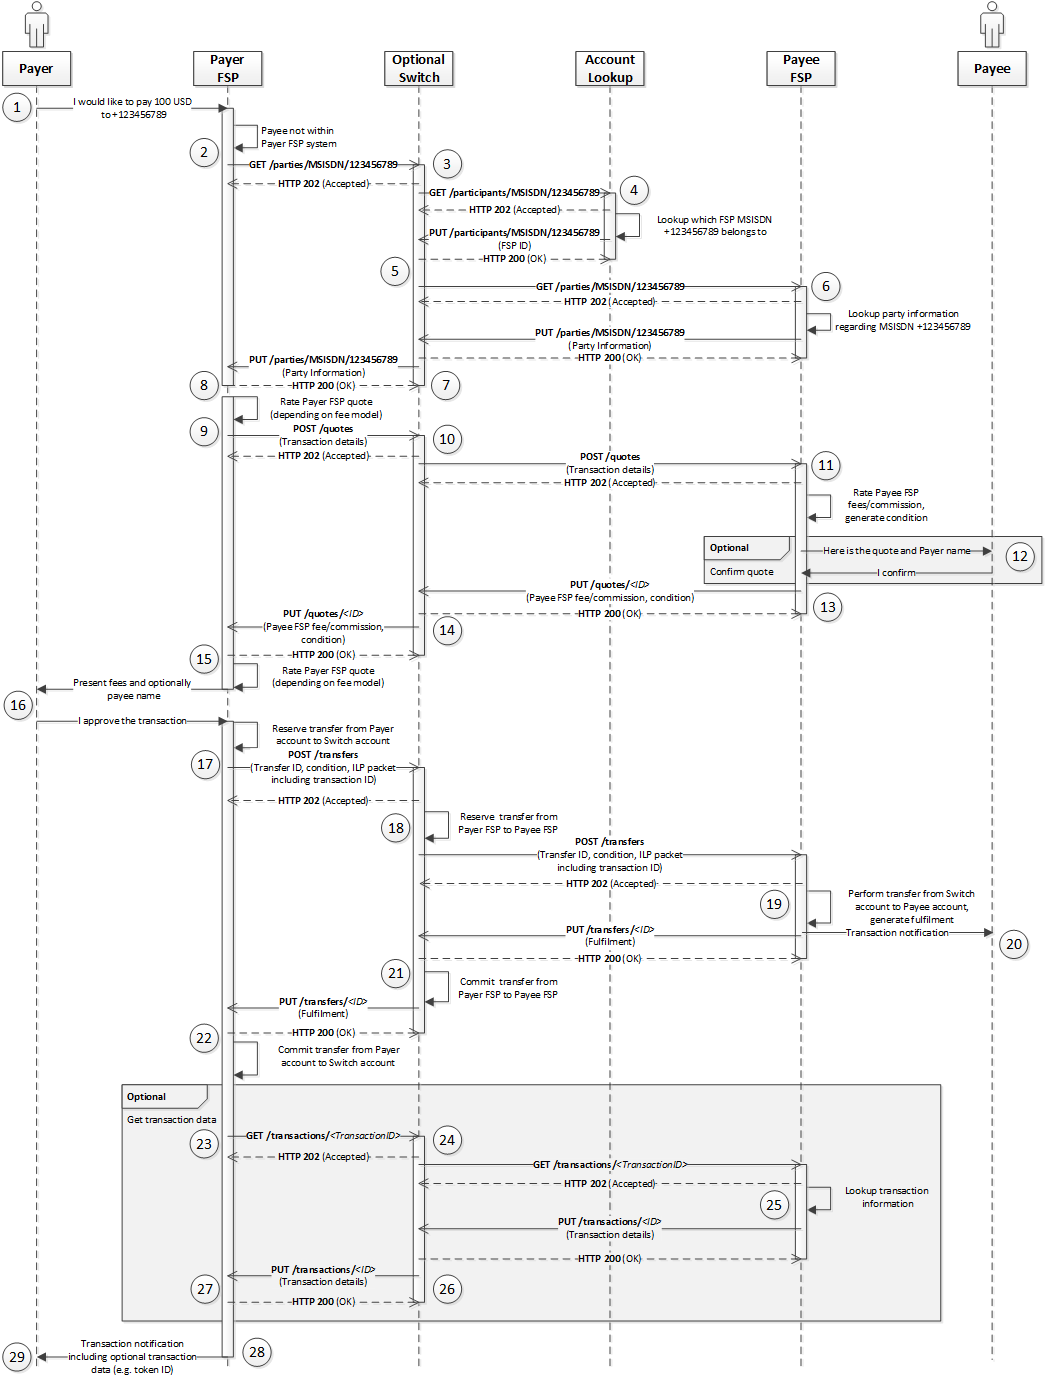 Payer
Payer
FSP
Optional
Switch
Account
Lookup
Payee
FSP
Payee
1
I would like to pay 100 USD
to +123456789
Payee not within
Payer FSP system
2
GET /parties/MSISDN/123456789
3
HTTP 202 (Accepted)
GET /participants/MSISDN/123456789
4
HTTP 202 (Accepted)
Lookup which FSP MSISDN
+123456789 belongs to
PUT /participants/MSISDN/123456789
(FSP ID)
HTTP 200 (OK)
5
GET /parties/MSISDN/123456789
6
HTTP 202 (Accepted)
Lookup party information
regarding MSISDN +123456789
PUT /parties/MSISDN/123456789
(Party Information)
HTTP 200 (OK)
PUT /parties/MSISDN/123456789
(Party Information)
8
HTTP 200 (OK)
7
Rate Payer FSP quote
(depending on fee model)
9
POST /quotes
(Transaction details)
10
HTTP 202 (Accepted)
POST /quotes
(Transaction details)
11
HTTP 202 (Accepted)
Rate Payee FSP
fees/commission,
generate condition
Optional
Confirm quote
Here is the quote and Payer name
12
I confirm
PUT /quotes/<ID>
(Payee FSP fee/commission, condition)
HTTP 200 (OK)
13
PUT /quotes/<ID>
(Payee FSP fee/commission,
condition)
14
HTTP 200 (OK)
15
Rate Payer FSP quote
(depending on fee model)
Present fees and optionally
payee name
16
I approve the transaction
Reserve transfer from Payer
account to Switch account
17
POST /transfers
(Transfer ID, condition, ILP packet
including transaction ID)
HTTP 202 (Accepted)
18
Reserve transfer from
Payer FSP to Payee FSP
POST /transfers
(Transfer ID, condition, ILP packet
including transaction ID)
HTTP 202 (Accepted)
19
Perform transfer from Switch
account to Payee account,
generate fulfilment
PUT /transfers/<ID>
(Fulfilment)
Transaction notification
20
HTTP 200 (OK)
21
Commit transfer from
Payer FSP to Payee FSP
PUT /transfers/<ID>
(Fulfilment)
HTTP 200 (OK)
22
Commit transfer from Payer
account to Switch account
Optional
Get transaction data
23
GET /transactions/<TransactionID>
24
HTTP 202 (Accepted)
GET /transactions/<TransactionID>
HTTP 202 (Accepted)
25
Lookup transaction
information
PUT /transactions/<ID>
(Transaction details)
HTTP 200 (OK)
PUT /transactions/<ID>
(Transaction details)
27
26
HTTP 200 (OK)
29
Transaction notification
including optional transaction
data (e.g. token ID)
28